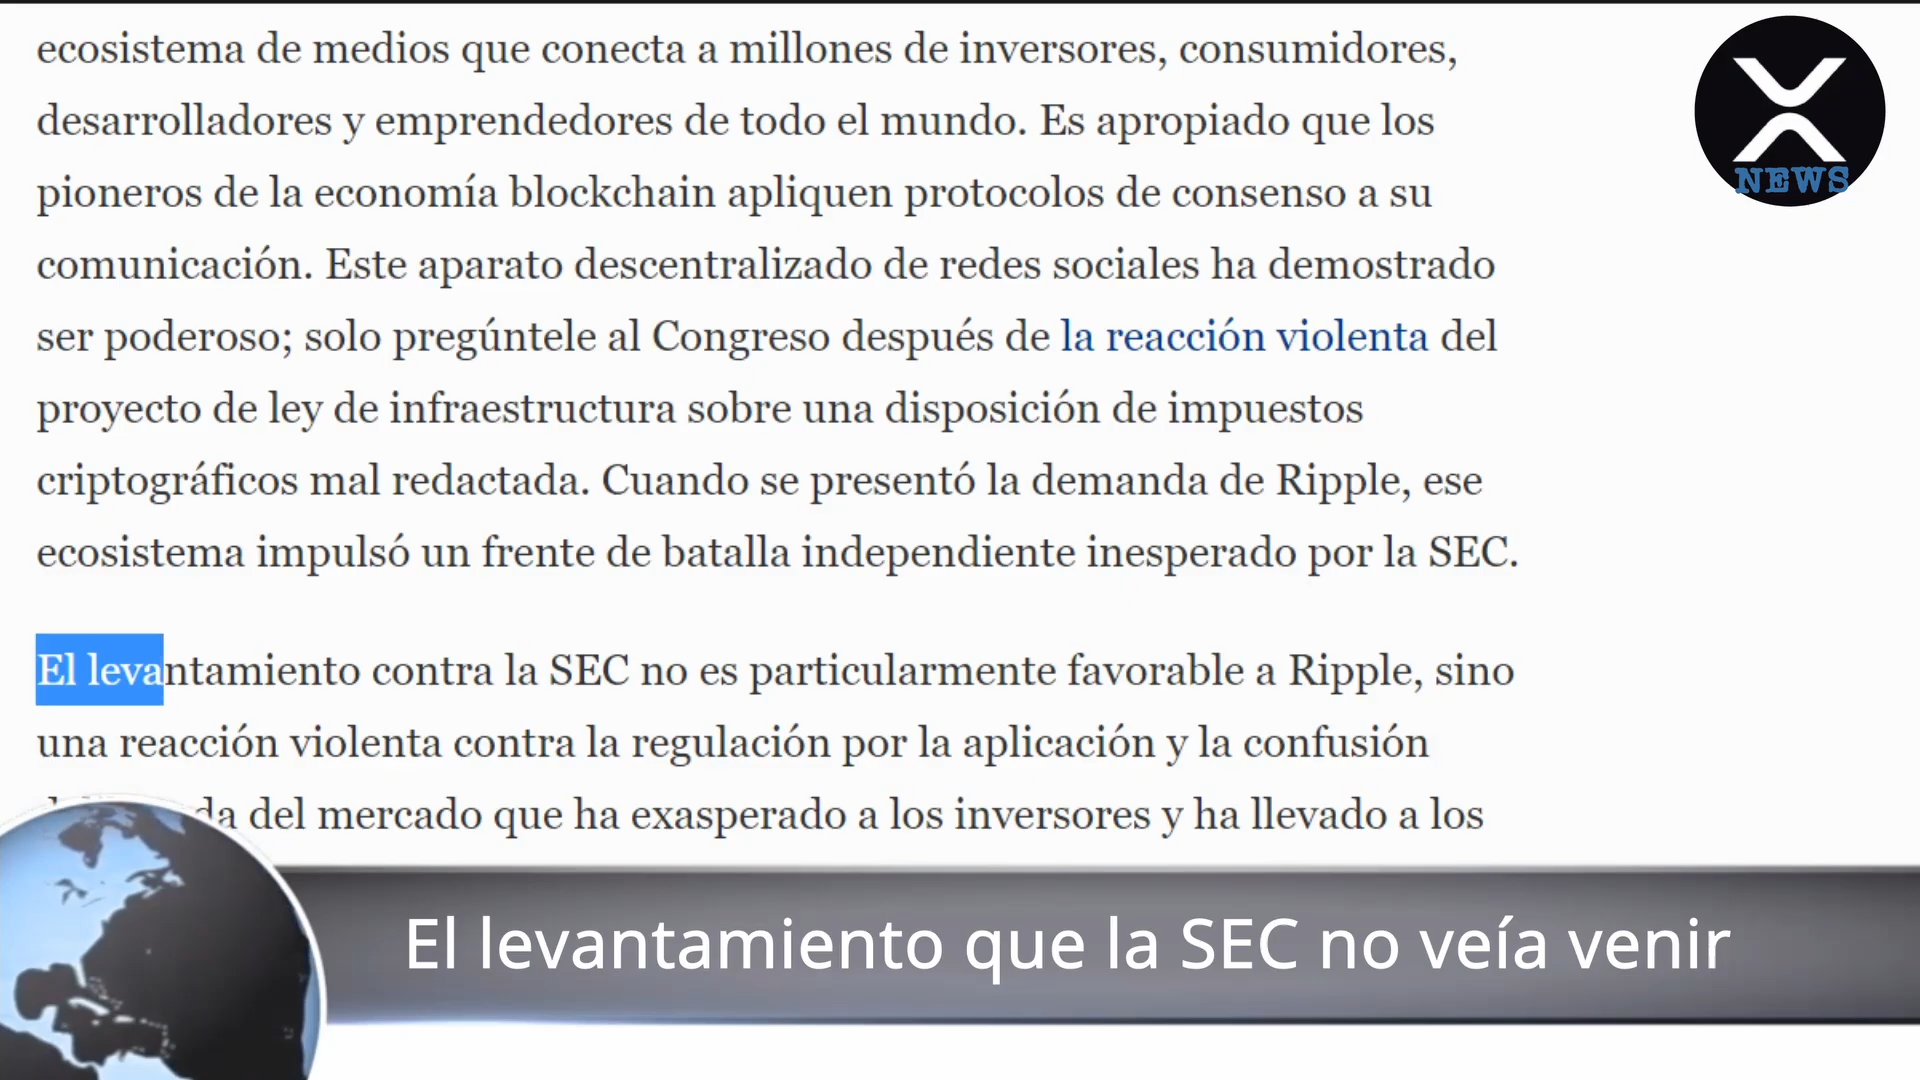 ecosistema de medios que conecta a millones de inversores, consumidores,
desarrolladores y emprendedores de todo el mundo. Es apropiado que los
pioneros de la economía blockchain apliquen protocolos de consenso a su
comunicación. Este aparato descentralizado de redes sociales ha demostrado
ser poderoso; solo pregúntele al Congreso después de la reacción violenta del
proyecto de ley de infraestructura sobre una disposición de impuestos
criptográficos mal redactada. Cuando se presentó la demanda de Ripple, ese
ecosistema impulsó un frente de batalla independiente inesperado por la SEC.
El levantamiento contra la SEC no es particularmente favorable a Ripple, sino
una reacción violenta contra la regulación por la aplicación y la confusión
del mercado que ha exasperado a los inversores y ha llevado a los
NEWS
El levantamiento que la SEC no veía venir